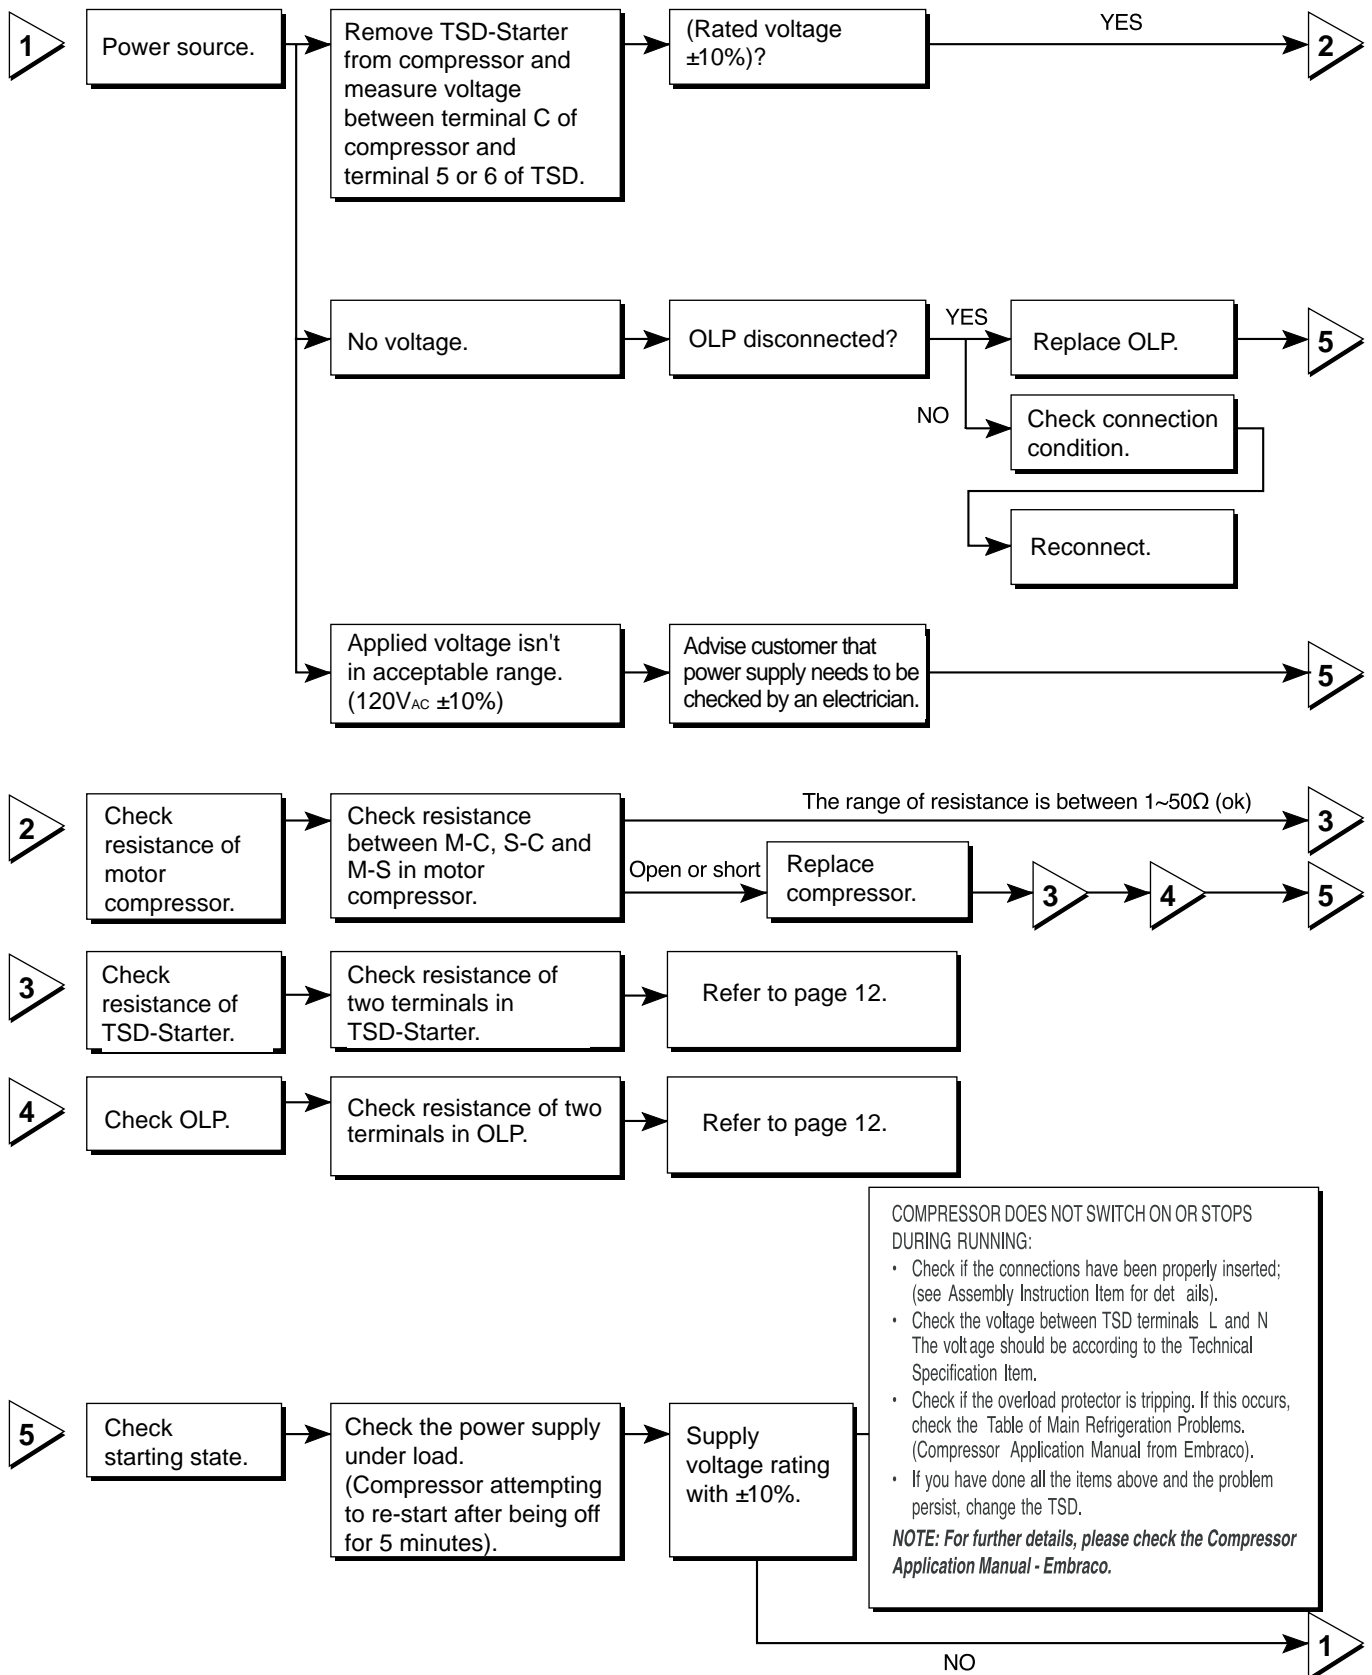 1
Power source.
Remove TSD-Starter
from compressor and
measure voltage
between terminal C of
compressor and
terminal 5 or 6 of TSD.
(Rated voltage
±10%)?
YES
2
No voltage.
OLP disconnected?
YES
Replace OLP.
5
NO
Check connection
condition.
Reconnect.
Applied voltage isn't
in acceptable range.
(120VAC ±10%)
Advise customer that
power supply needs to be
checked by an electrician.
5
2
Check
resistance of
motor
compressor.
Check resistance
between M-C, S-C and
M-S in motor
compressor.
The range of resistance is between 1~50Ω (ok)
3
Open or short
Replace
compressor.
3
4
5
3
Check
resistance of
TSD-Starter.
Check resistance of
two terminals in
TSD-Starter.
Refer to page 12.
4
Check OLP.
Check resistance of two
terminals in OLP.
Refer to page 12.
5
Check
starting state.
Check the power supply
under load.
(Compressor attempting
to re-start after being off
for 5 minutes).
Supply
voltage rating
with ±10%.
COMPRESSOR DOES NOT SWITCH ON OR STOPS
DURING RUNNING:
• Check if the connections have been properly inserted;
(see Assembly Instruction Item for det ails).
• Check the voltage between TSD terminals L and N
The volt age should be according to the Technical
Specification Item.
• Check if the overload protector is tripping. If this occurs,
check the Table of Main Refrigeration Problems.
(Compressor Application Manual from Embraco).
• If you have done all the items above and the problem
persist, change the TSD.
NOTE: For further details, please check the Compressor
Application Manual - Embraco.
NO
1